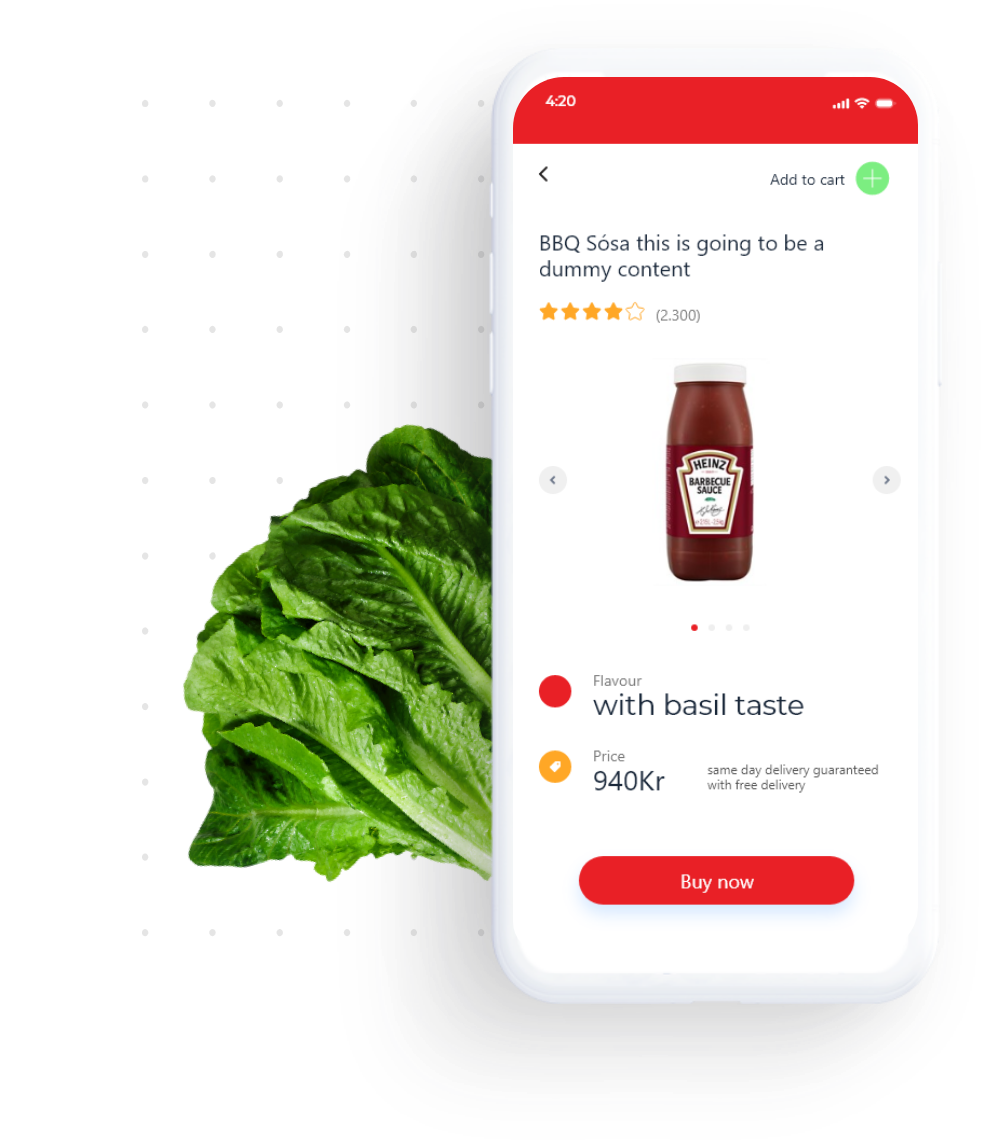 4:20
Add to cart
BBQ Sósa this is going to be a
dummy content
(2.300)
HEINZ
BARBECUE
SAUCE
Flavour
with basil taste
Price
940Kr
same day delivery guaranteed
with free delivery
Buy now